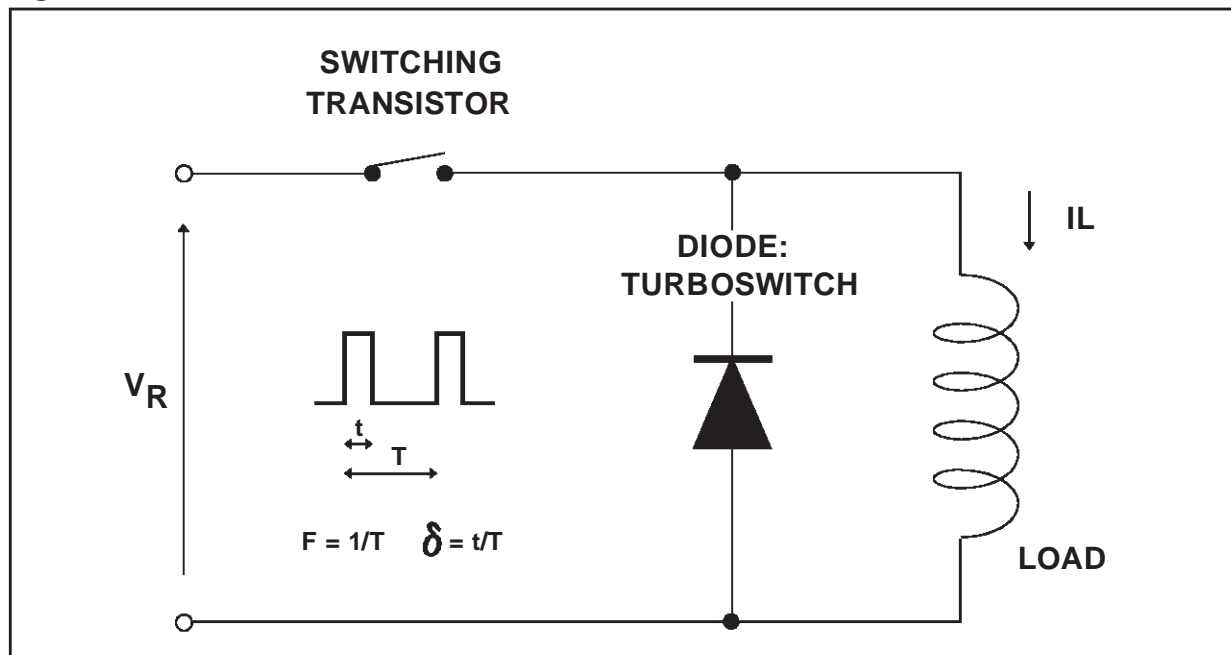 SWITCHING
TRANSISTOR
IL
DIODE:
TURBOSWITCH
VR
t
T
F = 1/T δ = t/T
LOAD